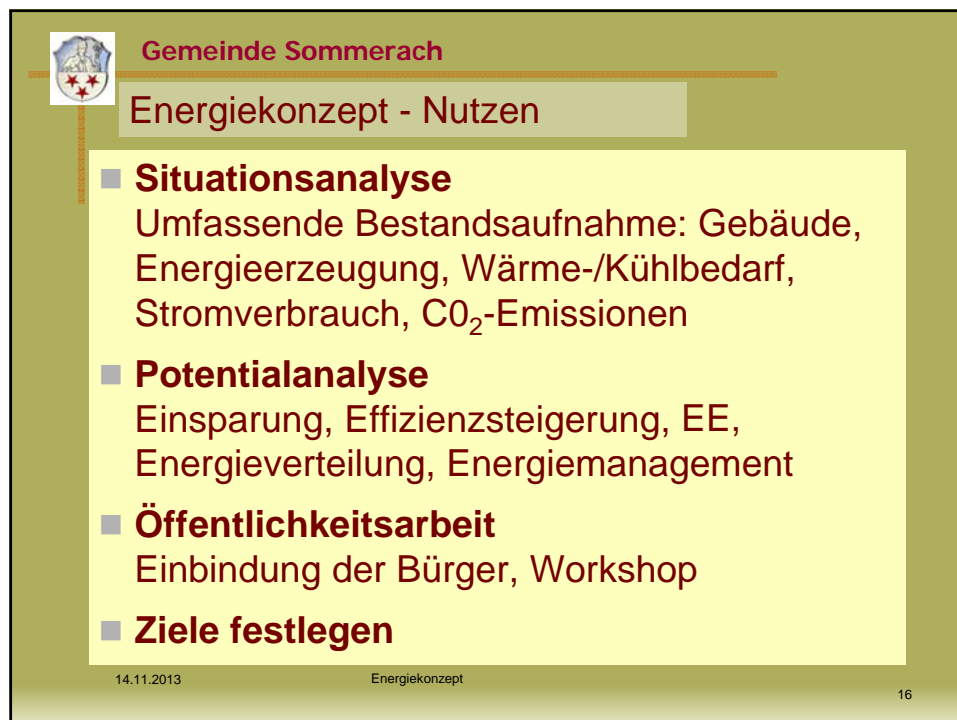 Gemeinde Sommerach
Energiekonzept - Nutzen
Situationsanalyse
Umfassende Bestandsaufnahme: Gebäude,
Energieerzeugung, Wärme-/Kühlbedarf,
Stromverbrauch, C0₂-Emissionen
Potentialanalyse
Einsparung, Effizienzsteigerung, EE,
Energieverteilung, Energiemanagement
Öffentlichkeitsarbeit
Einbindung der Bürger, Workshop
Ziele festlegen
14.11.2013 Energiekonzept
16